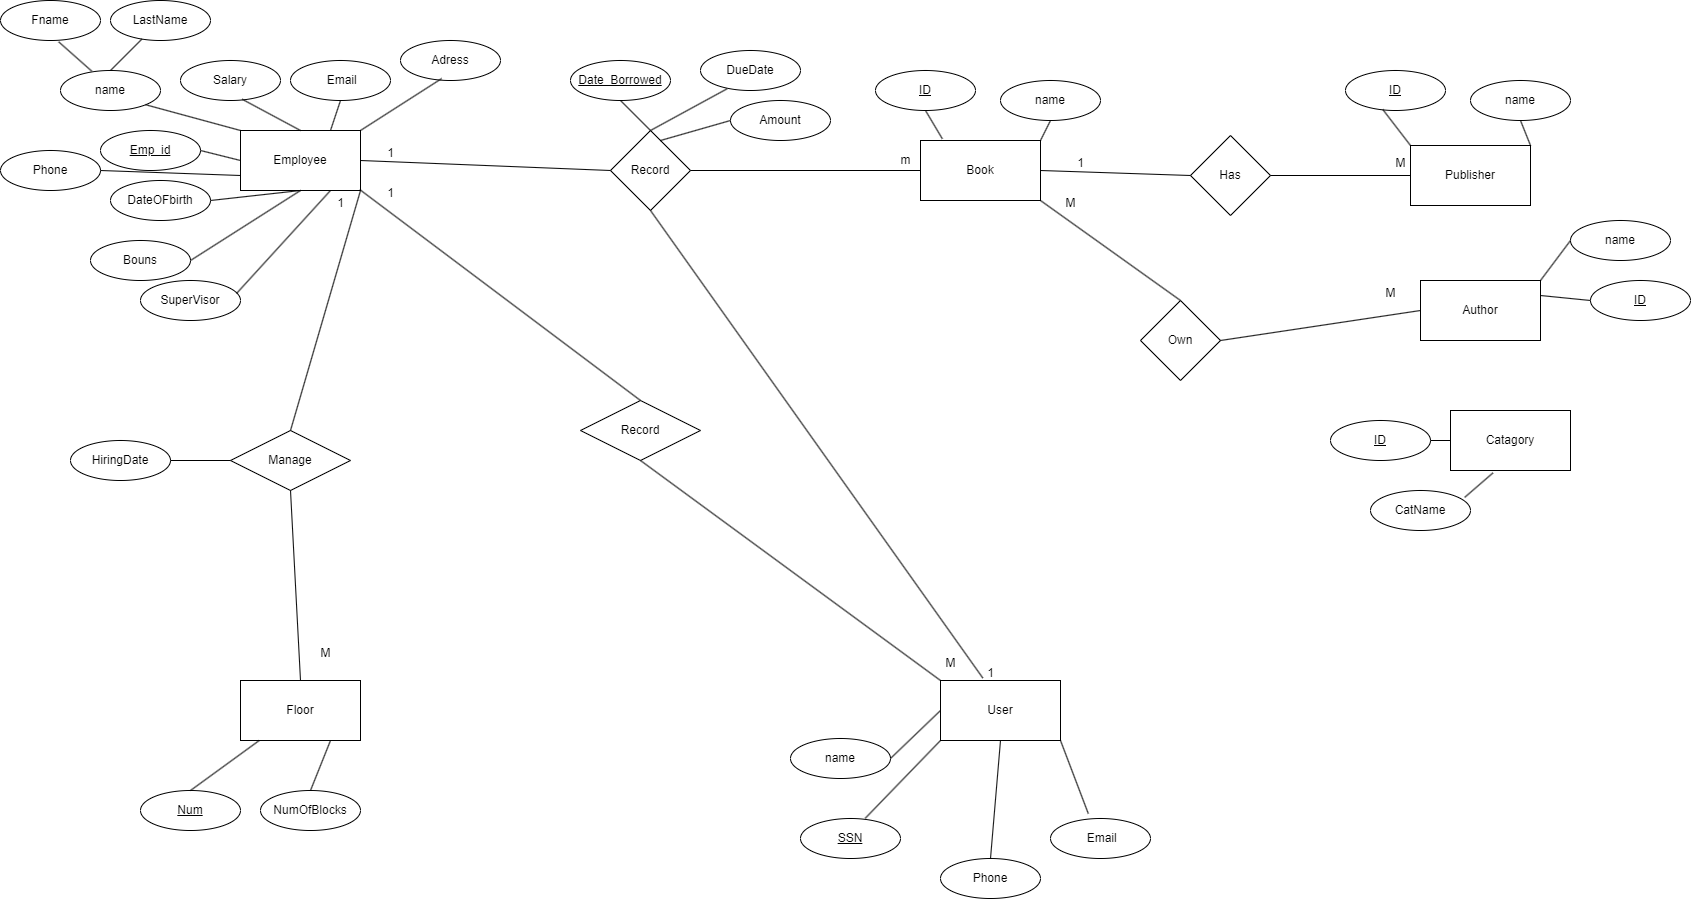 Fname
LastName
name
Salary
Email
Adress
Date_Borrowed
DueDate
Amount
ID
name
ID
name
Emp_id
Employee
Phone
DateOFbirth
Bouns
SuperVisor
1
1
1
Record
m
Book
1
Has
M
Publisher
M
Own
M
Author
name
ID
Catagory
ID
CatName
Record
HiringDate
Manage
M
Floor
Num
NumOfBlocks
M
1
User
name
SSN
Email
Phone